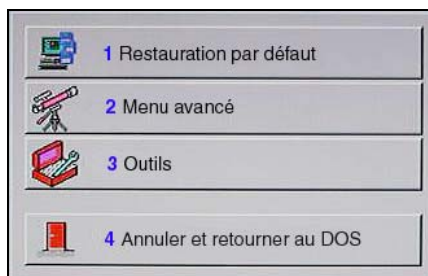 1 Restauration par défaut
2 Menu avancé
3 Outils
4 Annuler et retourner au DOS